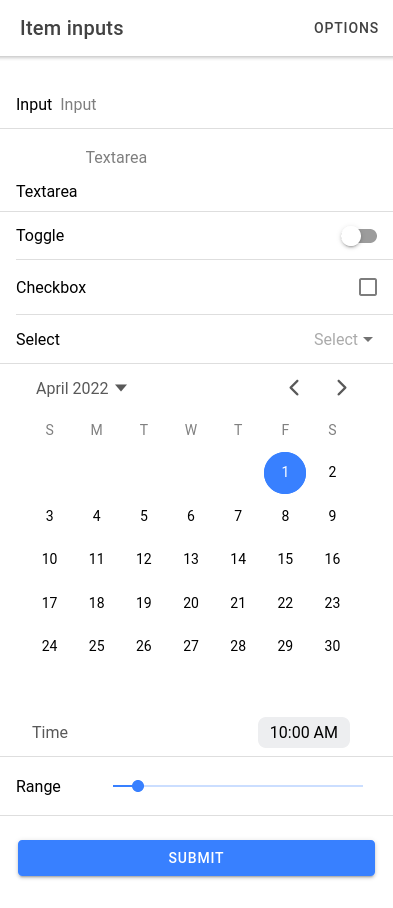 Item inputs OPTIONS
Input Input
Textarea
Textarea
Toggle
Checkbox
Select Select
April 2022
S M T W T F S
1 2
3 4 5 6 7 8 9
10 11 12 13 14 15 16
17 18 19 20 21 22 23
24 25 26 27 28 29 30
Time 10:00 AM
Range
SUBMIT